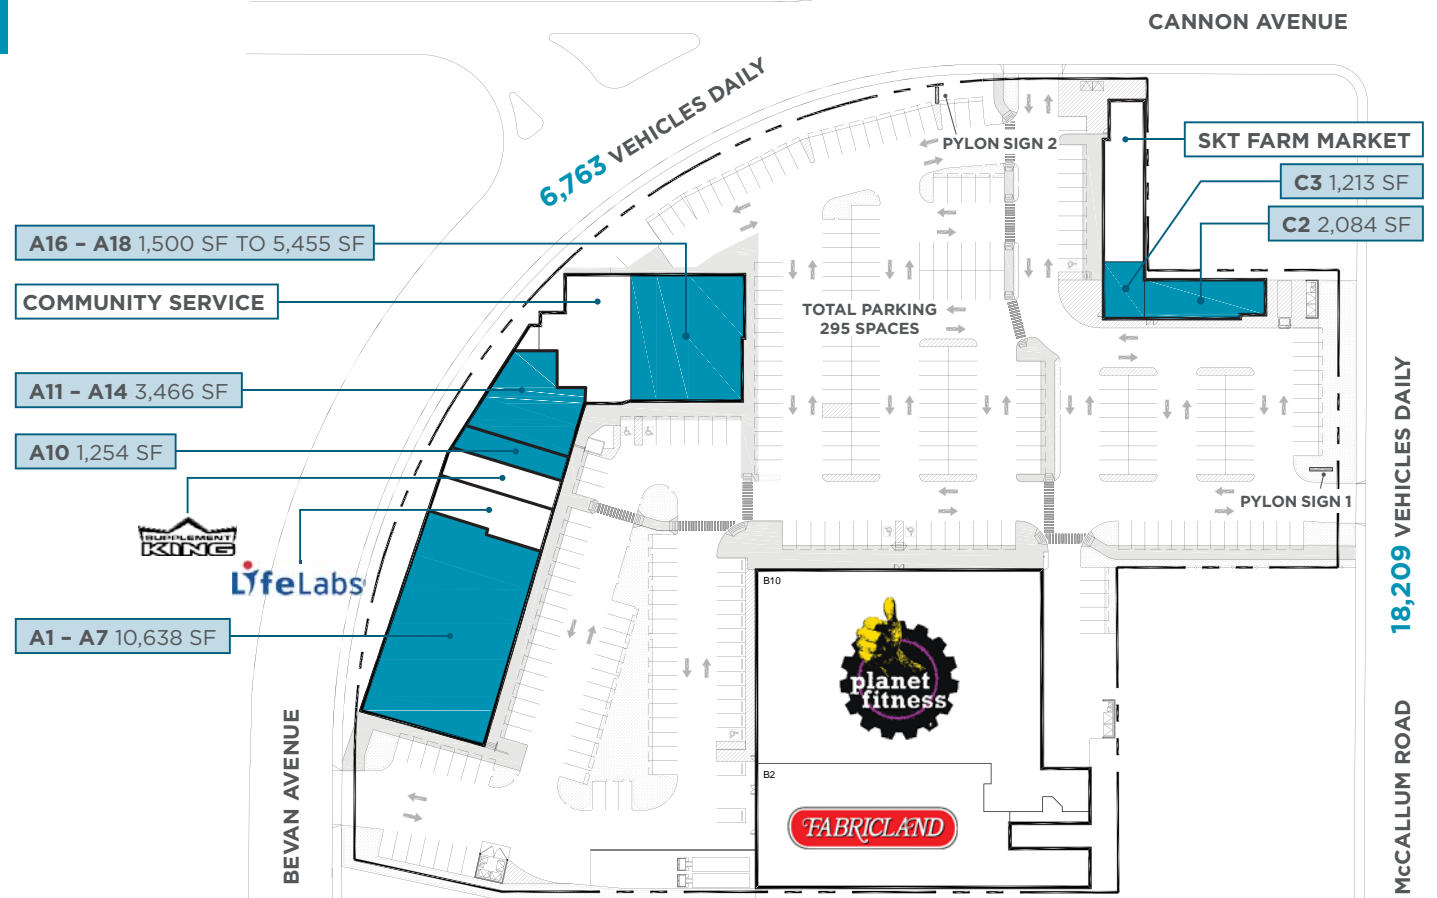 CANNON AVENUE
6,763 VEHICLES DAILY
PYLON SIGN 2
SKT FARM MARKET
C3 1,213 SF
C2 2,084 SF
A16 – A18 1,500 SF TO 5,455 SF
COMMUNITY SERVICE
TOTAL PARKING
295 SPACES
A11 – A14 3,466 SF
A10 1,254 SF
18,209 VEHICLES DAILY
PYLON SIGN 1
SUPPLEMENT
KING
LifeLabs
A1 – A7 10,638 SF
B10
planet
fitness
B2
FABRICLAND
BEVAN AVENUE
McCALLUM ROAD